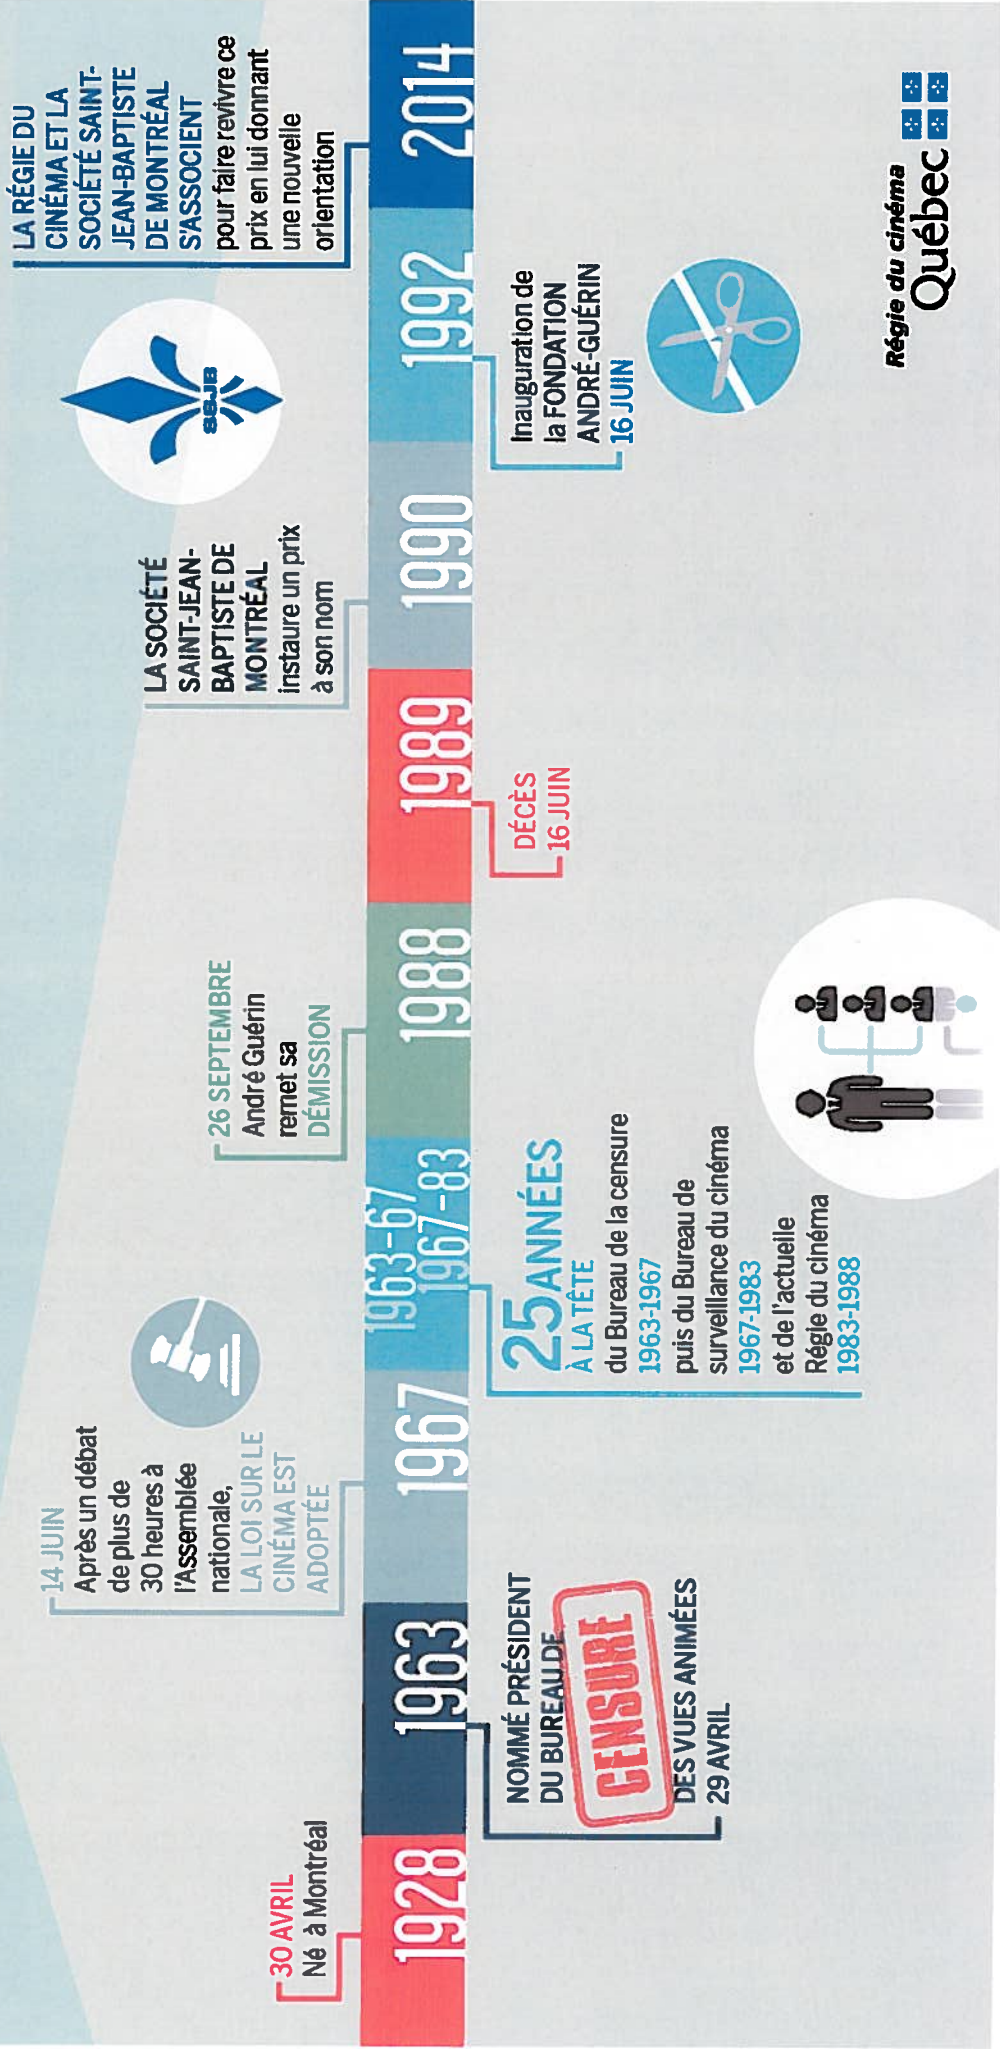 30 AVRIL
Né à Montréal
1928
1963
NOMMÉ PRÉSIDENT
DU BUREAU DE
CENSURE
DES VUES ANIMÉES
29 AVRIL
14 JUIN
Après un débat
de plus de
30 heures à
l'Assemblée
nationale,
LA LOI SUR LE
CINÉMA EST
ADOPTÉE
1967
1963-67
1967-83
25 ANNÉES
À LA TÊTE
du Bureau de la censure
1963-1967
puis du Bureau de
surveillance du cinéma
1967-1983
et de l'actuelle
Régie du cinéma
1983-1988
26 SEPTEMBRE
André Guérin
remet sa
DÉMISSION
1988
1989
DÉCÈS
16 JUIN
LA SOCIÉTÉ
SAINT-JEAN-
BAPTISTE DE
MONTRÉAL
instaure un prix
à son nom
1990
SSJB
1992
Inauguration de
la FONDATION
ANDRÉ-GUÉRIN
16 JUIN
LA RÉGIE DU
CINÉMA ET LA
SOCIÉTÉ SAINT-
JEAN-BAPTISTE
DE MONTRÉAL
S'ASSOCIENT
pour faire revivre ce
prix en lui donnant
une nouvelle
orientation
2014
Régie du cinéma
Québec